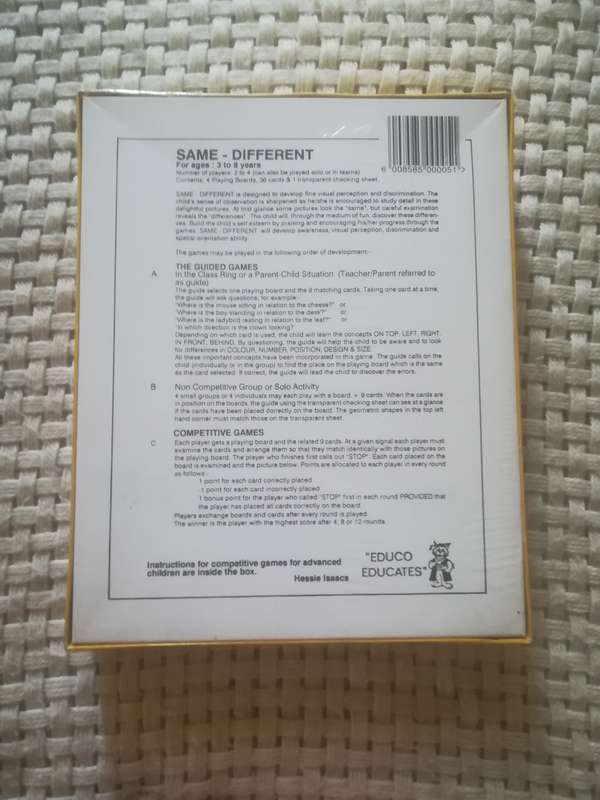 SAME - DIFFERENT
For ages : 3 to 8 years
Number of players: 2 to 4 (can also be played solo or in teams)
Contents: 4 Playing Boards, 36 cards & 1 transparent checking sheet.
6 008585 000051 >
SAME - DIFFERENT is designed to develop fine visual perception and discrimination. The
child's sense of observation is sharpened as he/she is encouraged to study detail in these
delightful pictures. At first glance some pictures look the "same", but careful examination
reveals the "differences". The child will, through the medium of fun, discover these differen-
ces. Build the child's self esteem by praising and encouraging his/her progress through the
games. SAME - DIFFERENT will develop awareness, visual perception, discrimination and
spatial orientation ability.
The games may be played in the following order of development:-
THE GUIDED GAMES
A In the Class Ring or a Parent-Child Situation. (Teacher/Parent referred to
as guide)
The guide selects one playing board and the 9 matching cards. Taking one card at a time,
the guide will ask questions, for example:-
"Where is the mouse sitting in relation to the cheese?" or
"Where is the boy standing in relation to the desk?" or
"Where is the ladybird resting in relation to the leaf?" or
"In which direction is the clown looking?
Depending on which card is used, the child will learn the concepts ON TOP, LEFT, RIGHT,
IN FRONT, BEHIND. By questioning, the guide will help the child to be aware and to look
for differences in COLOUR, NUMBER, POSITION, DESIGN & SIZE.
All these important concepts have been incorporated in this game. The guide calls on the
child (individually or in the group) to find the place on the playing board which is the same
as the card selected. If correct, the guide will lead the child to discover the errors.
B Non Competitive Group or Solo Activity
4 small groups or 4 individuals may each play with a board + 9 cards. When the cards are
in position on the boards, the guide using the transparent checking sheet can see at a glance
if the cards have been placed correctly on the board. The geometric shapes in the top left
hand corner must match those on the transparent sheet.
COMPETITIVE GAMES
C Each player gets a playing board and the related 9 cards. At a given signal each player must
examine the cards and arrange them so that they match identically with those pictures on
the playing board. The player who finishes first calls out "STOP". Each card placed on the
board is examined and the picture below. Points are allocated to each player in every round
as follows:-
1 point for each card correctly placed
-1 point for each card incorrectly placed
1 bonus point for the player who called "STOP" first in each round PROVIDED that
the player has placed all cards correctly on the board.
Players exchange boards and cards after every round is played.
The winner is the player with the highest score after 4, 8 or 12 rounds.
Instructions for competitive games for advanced
children are inside the box.
Hessie Isaacs
"EDUCO
EDUCATES"